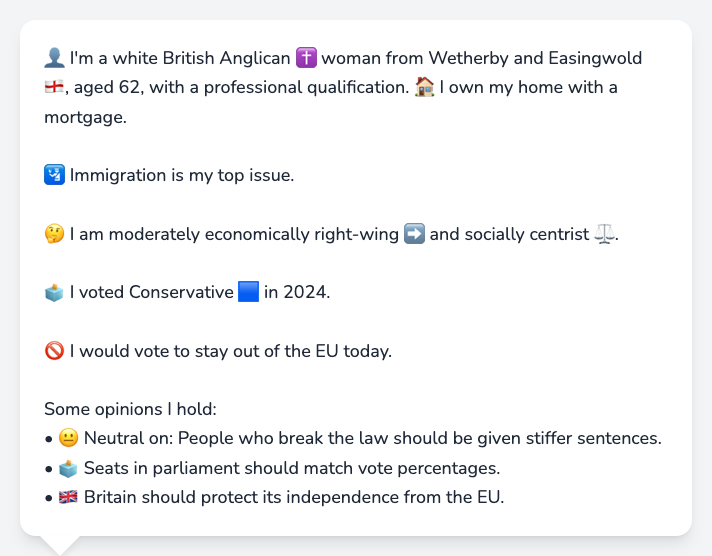 👤 I'm a white British Anglican ✝️ woman from Wetherby and Easingwold
🏴󠁧󠁢󠁥󠁮󠁧󠁿, aged 62, with a professional qualification. 🏠 I own my home with a
mortgage.
🛂 Immigration is my top issue.
🤔 I am moderately economically right-wing ➡️ and socially centrist ⚖️.
🗳️ I voted Conservative 🟦 in 2024.
🚫 I would vote to stay out of the EU today.
Some opinions I hold:
• 😐 Neutral on: People who break the law should be given stiffer sentences.
• 🗳️ Seats in parliament should match vote percentages.
• 🇬🇧 Britain should protect its independence from the EU.